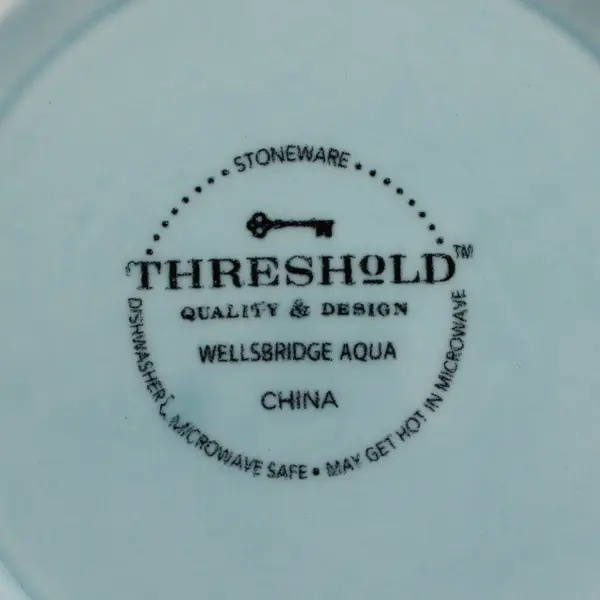 STONEWARE
THRESHOLD™
QUALITY & DESIGN
WELLSBRIDGE AQUA
CHINA
DISHWASHER & MICROWAVE SAFE • MAY GET HOT IN MICROWAVE